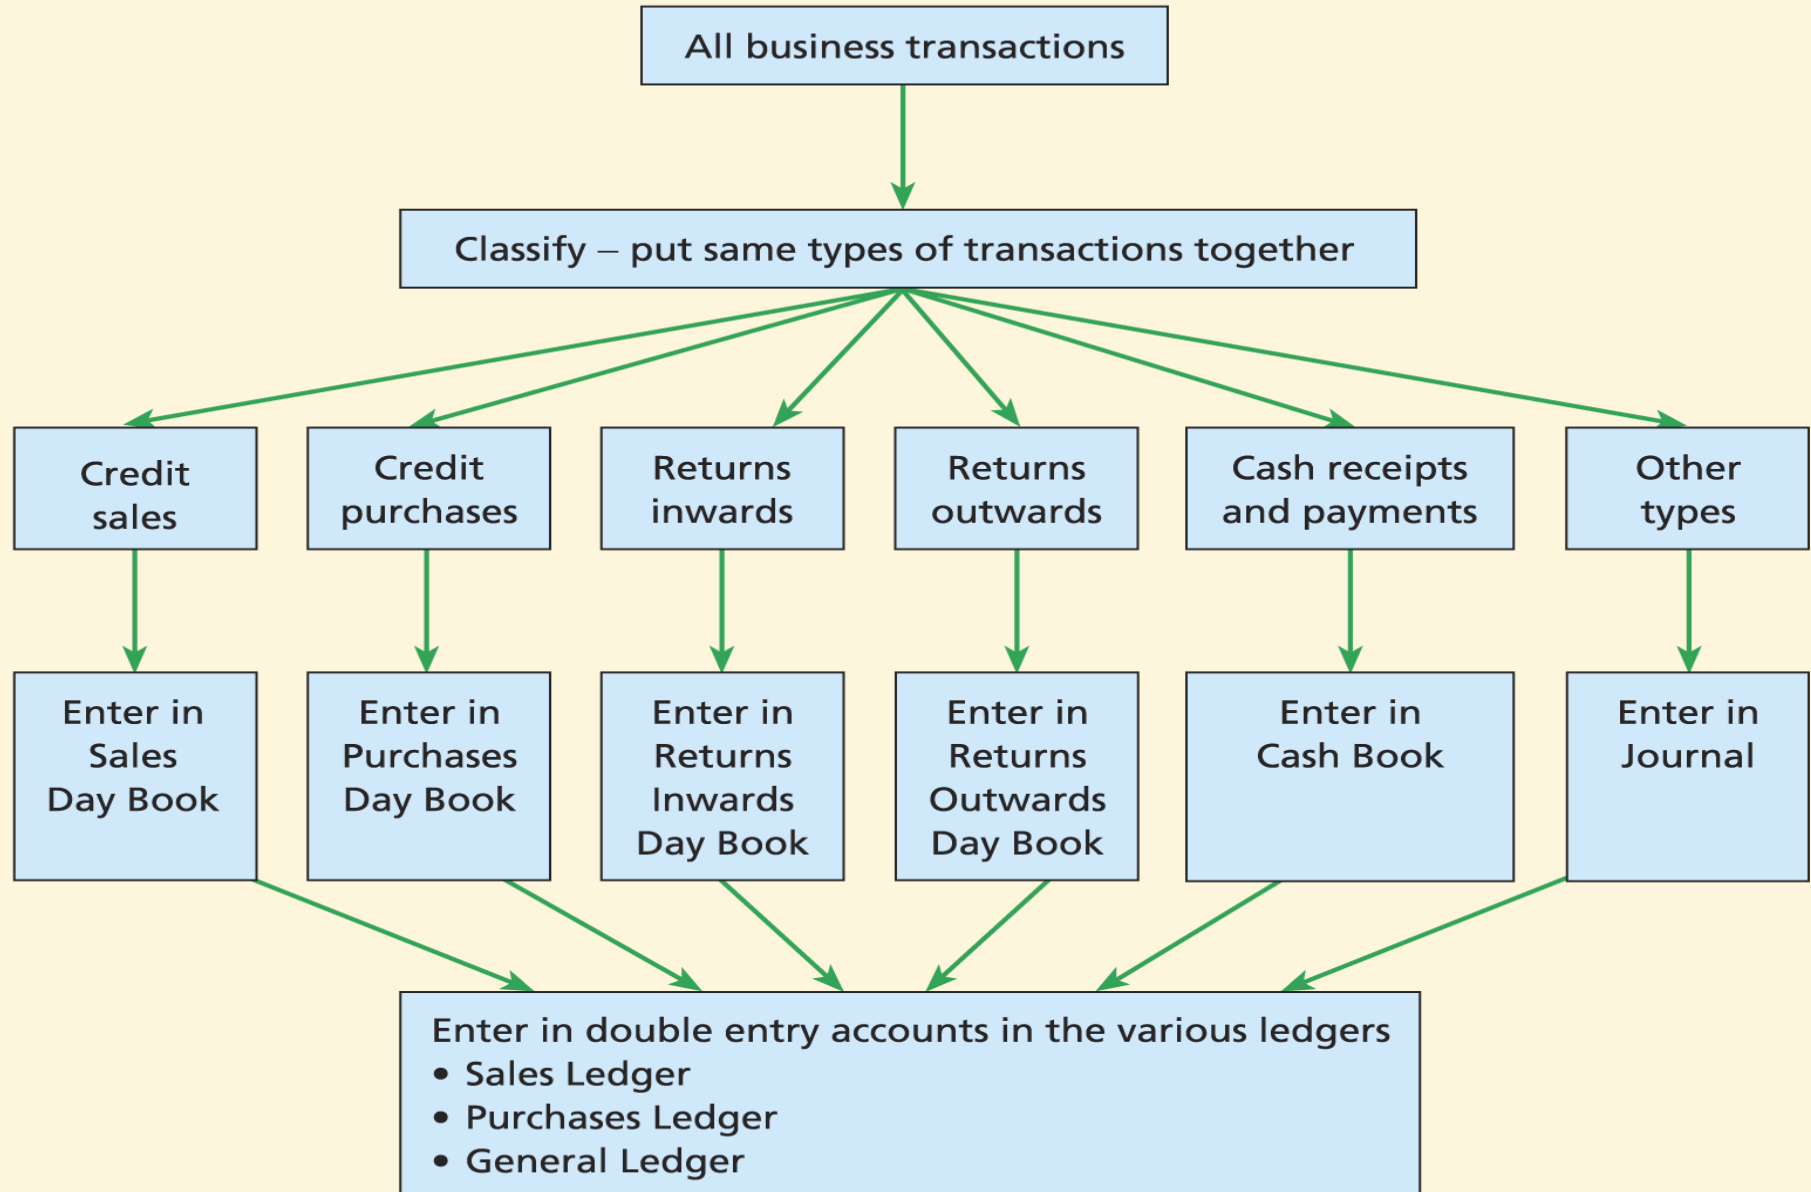 All business transactions
Classify – put same types of transactions together
Credit
sales
Credit
purchases
Returns
inwards
Returns
outwards
Cash receipts
and payments
Other
types
Enter in
Sales
Day Book
Enter in
Purchases
Day Book
Enter in
Returns
Inwards
Day Book
Enter in
Returns
Outwards
Day Book
Enter in
Cash Book
Enter in
Journal
Enter in double entry accounts in the various ledgers
• Sales Ledger
• Purchases Ledger
• General Ledger